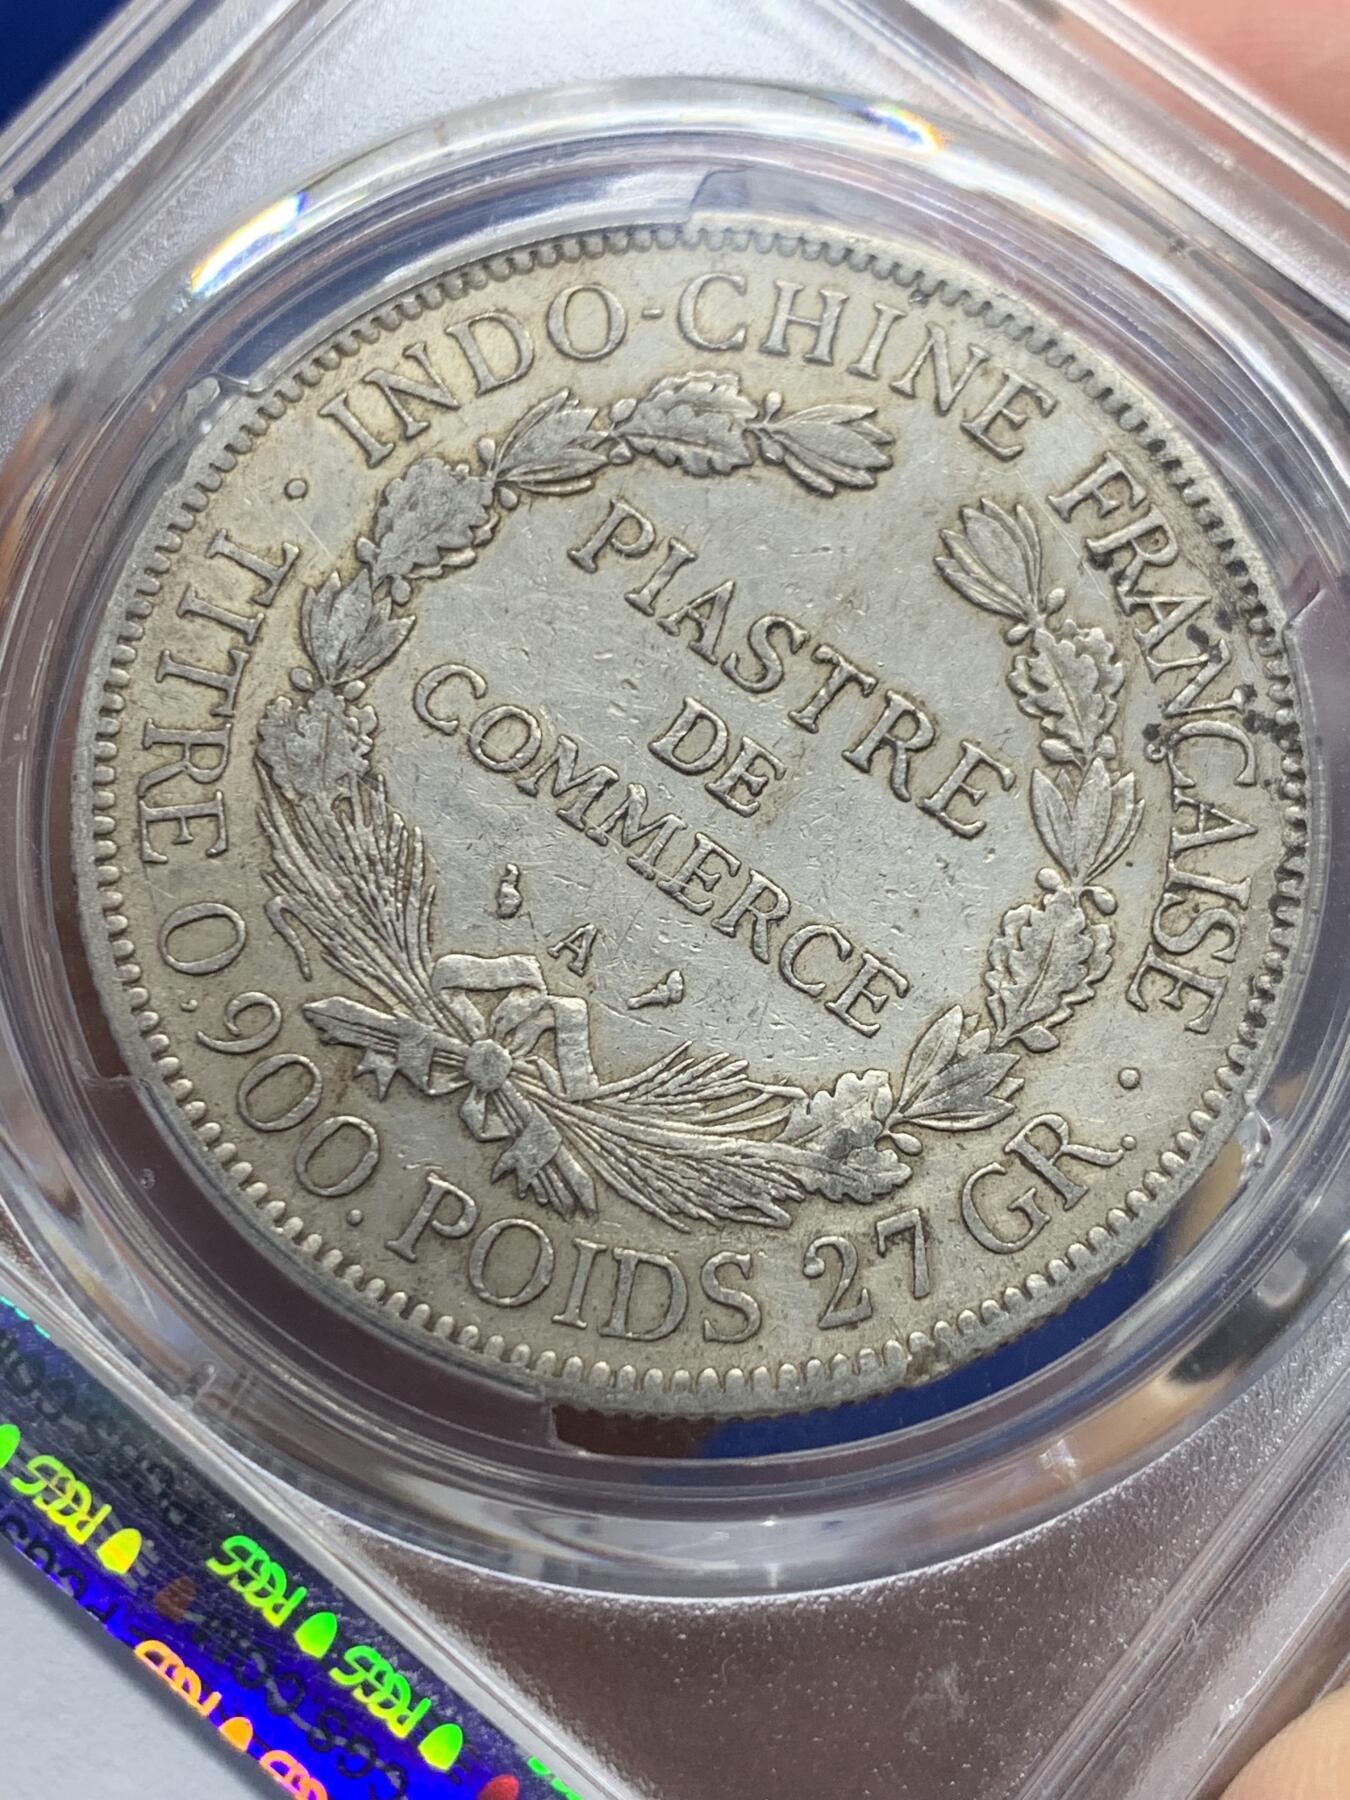 INDO-CHINE FRANÇAISE
PIASTRE
DE
COMMERCE
A
· TITRE 0,900. POIDS 27 GR. ·
PCGS
PCGS
PCGS
PCGS